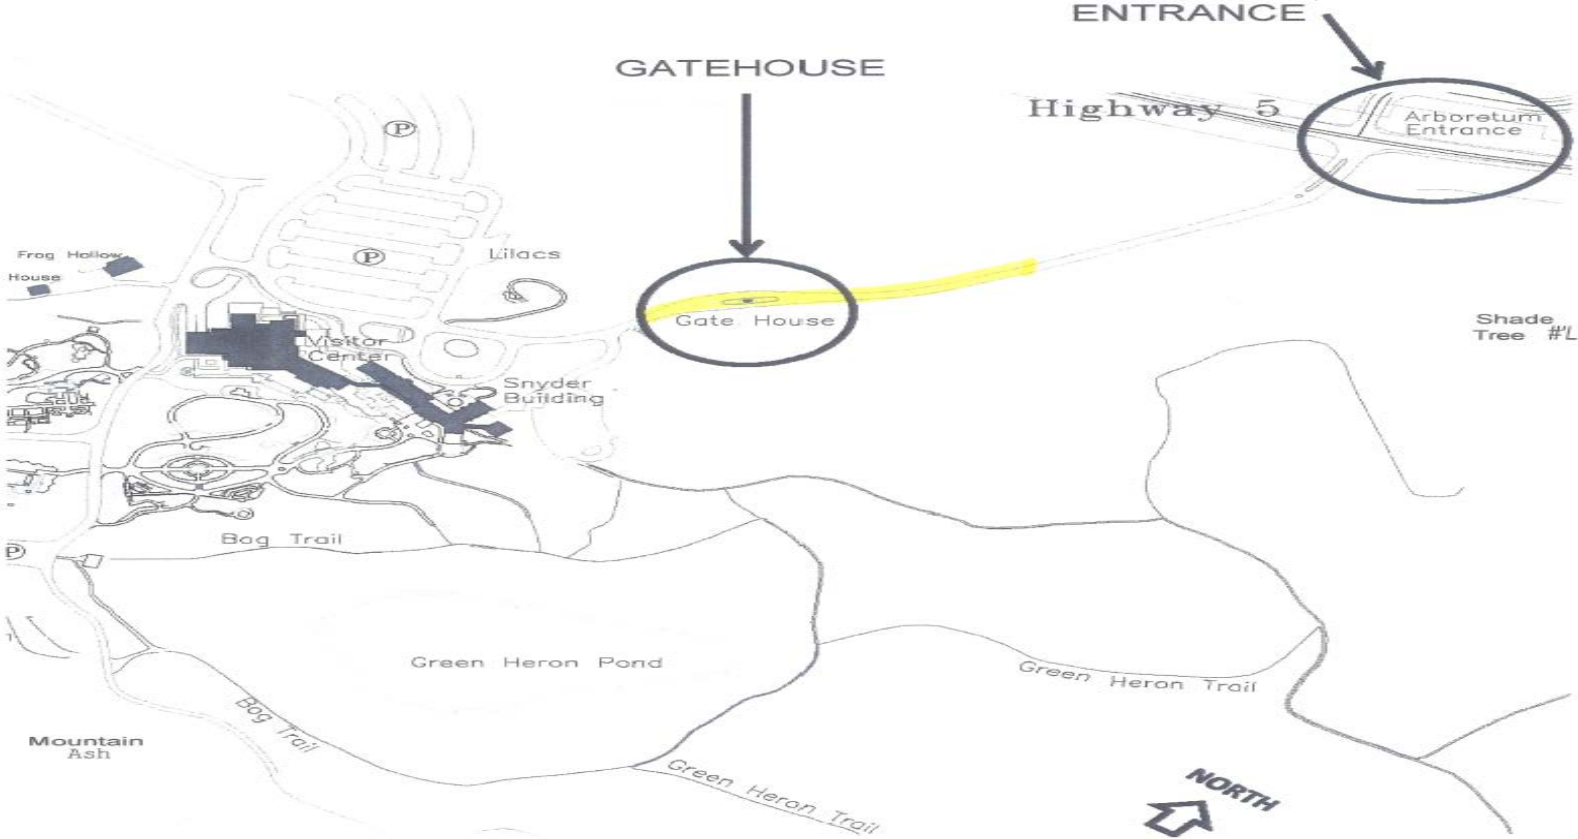 ENTRANCE
GATEHOUSE
Highway 5
Arboretum
Entrance
P
P
Lilacs
Frog Hollow
House
Gate House
Shade
Tree #'L
Visitor
Center
Snyder
Building
Bog Trail
P
Green Heron Pond
Green Heron Trail
Bog Trail
Mountain
Ash
Green Heron Trail
NORTH